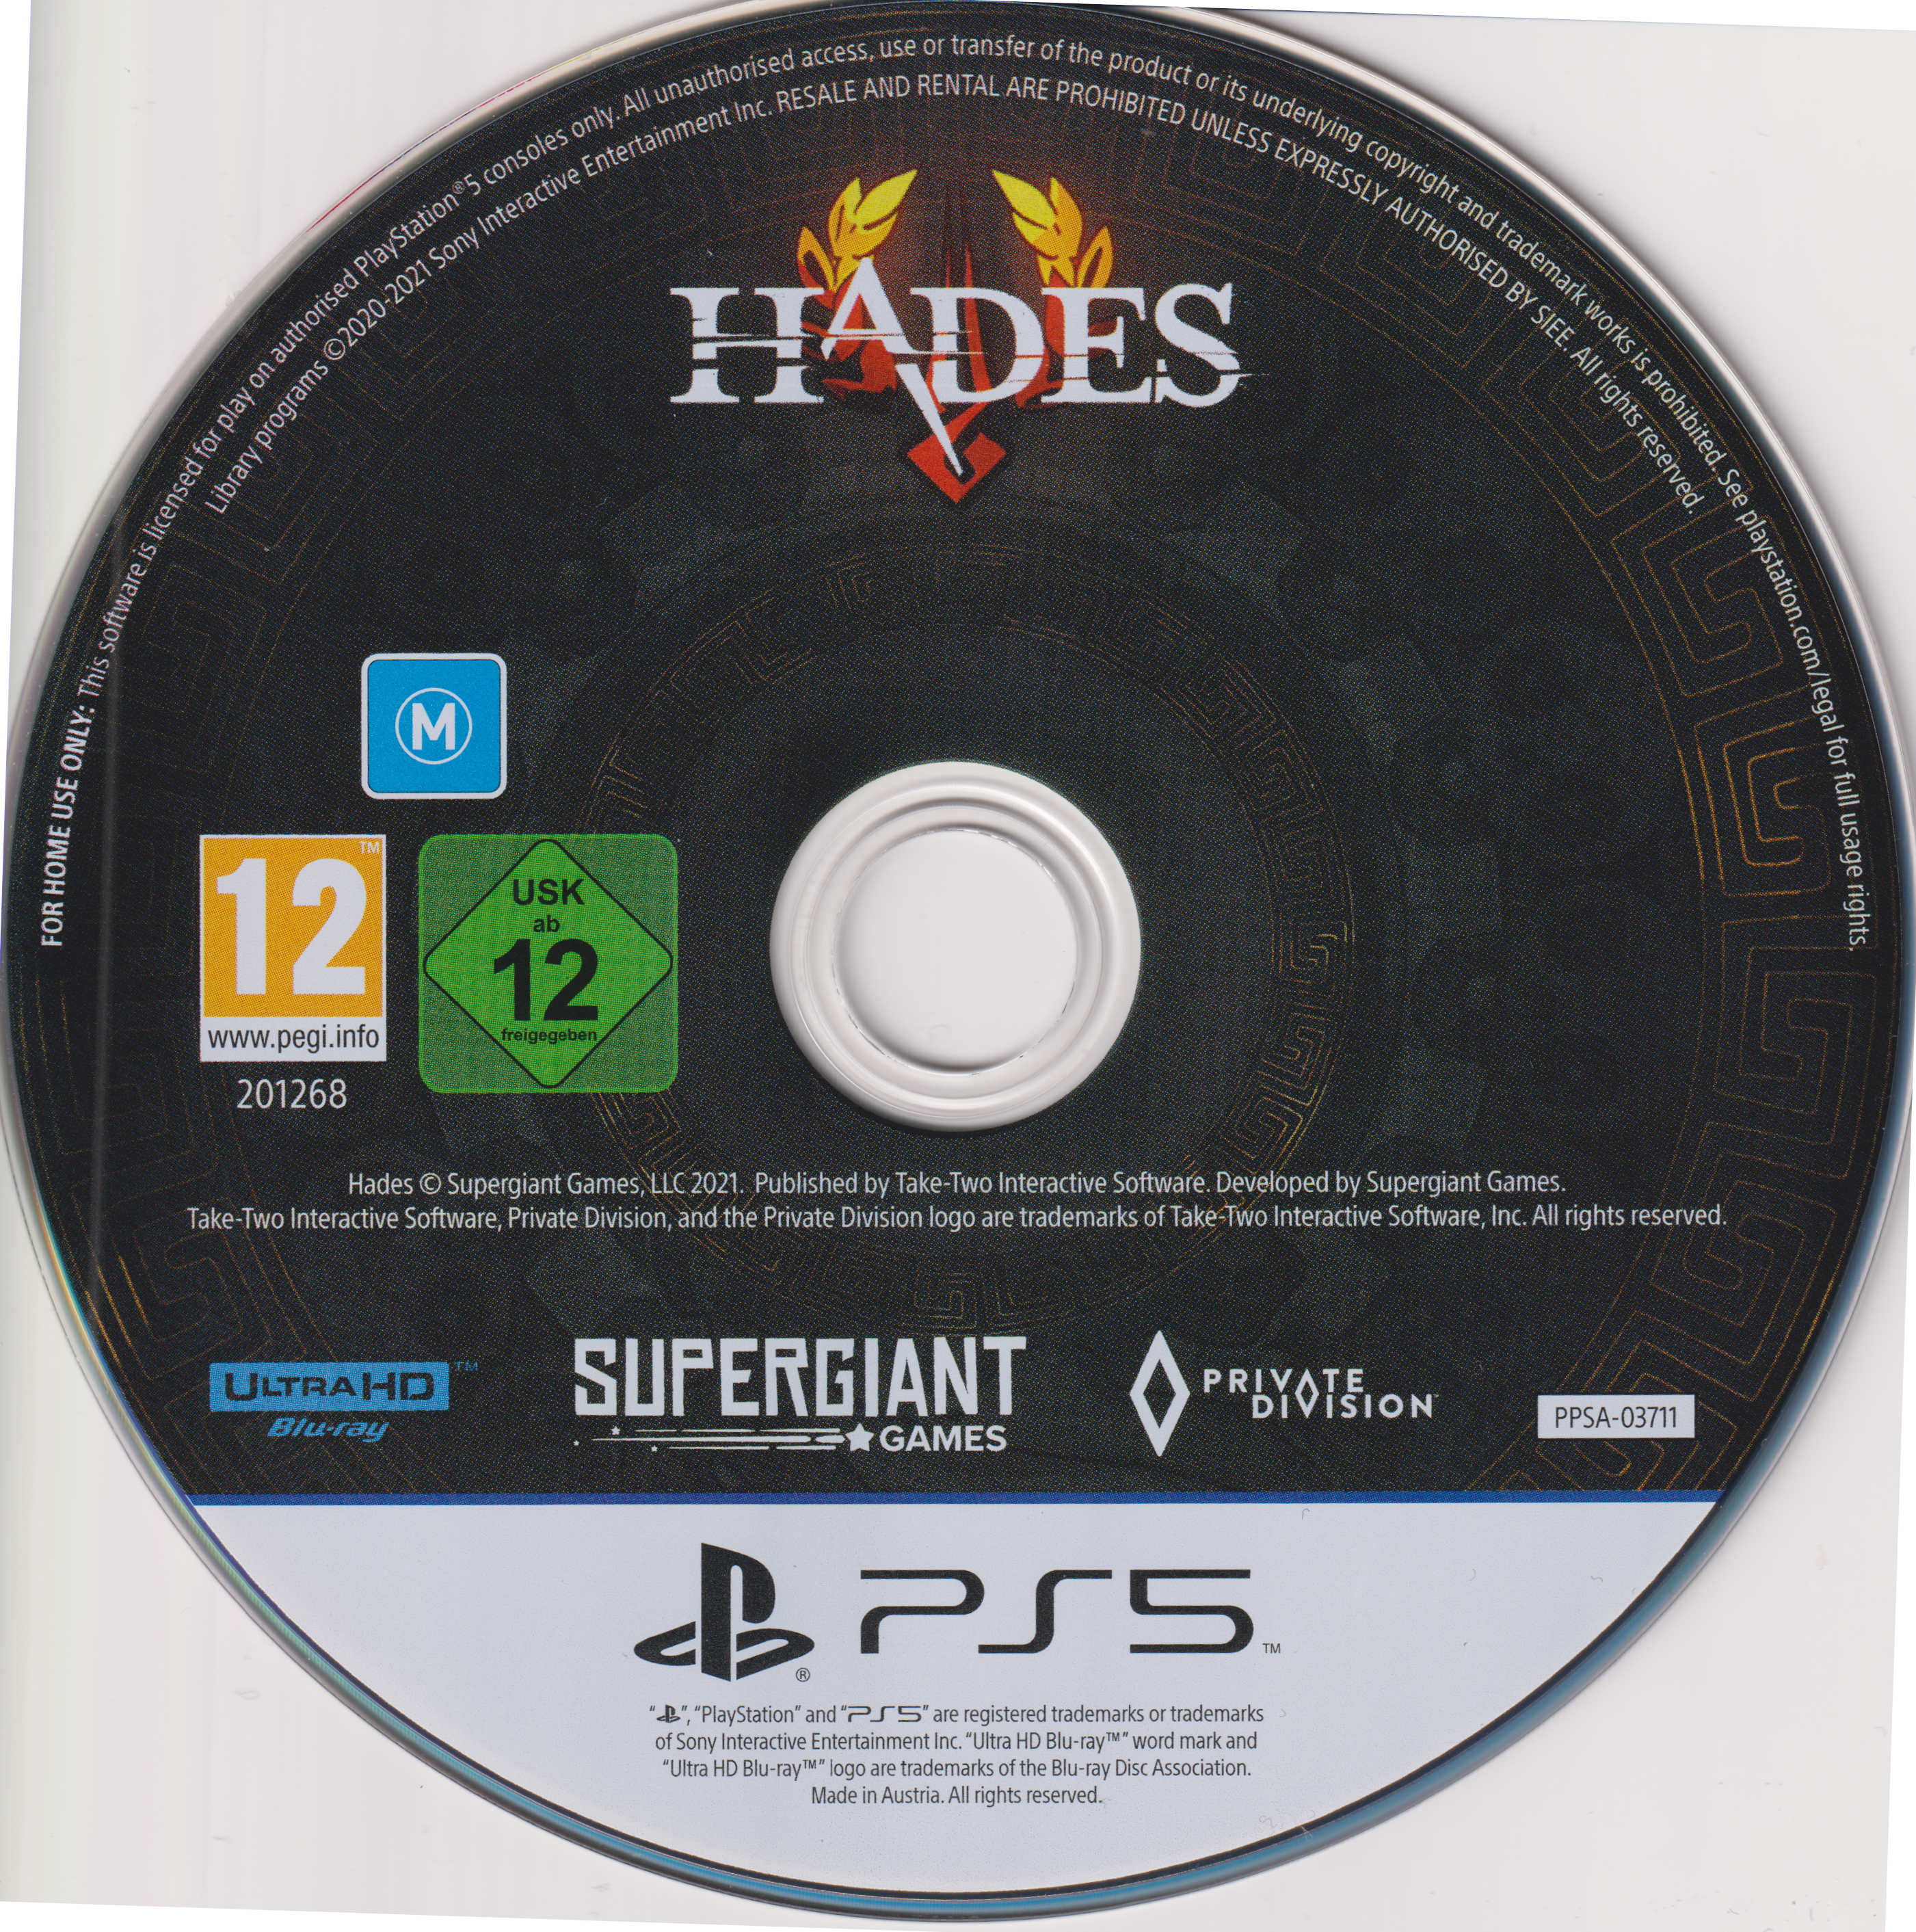 FOR HOME USE ONLY: This software is licensed for play on authorised PlayStation®5 consoles only. All unauthorised access, use or transfer of the product or its underlying copyright and trademark works is prohibited. See playstation.com/legal for full usage rights.
Library programs ©2020-2021 Sony Interactive Entertainment Inc. RESALE AND RENTAL ARE PROHIBITED UNLESS EXPRESSLY AUTHORISED BY SIEE. All rights reserved.
HADES
M
12™
www.pegi.info
201268
USK
ab
12
freigegeben
Hades © Supergiant Games, LLC 2021. Published by Take-Two Interactive Software. Developed by Supergiant Games.
Take-Two Interactive Software, Private Division, and the Private Division logo are trademarks of Take-Two Interactive Software, Inc. All rights reserved.
ULTRA HD™
Blu-ray
SUPERGIANT
GAMES
PRIVATE
DIVISION
PPSA-03711
® PS5™
“”, “PlayStation” and “PS5” are registered trademarks or trademarks
of Sony Interactive Entertainment Inc. “Ultra HD Blu-ray™” word mark and
“Ultra HD Blu-ray™” logo are trademarks of the Blu-ray Disc Association.
Made in Austria. All rights reserved.